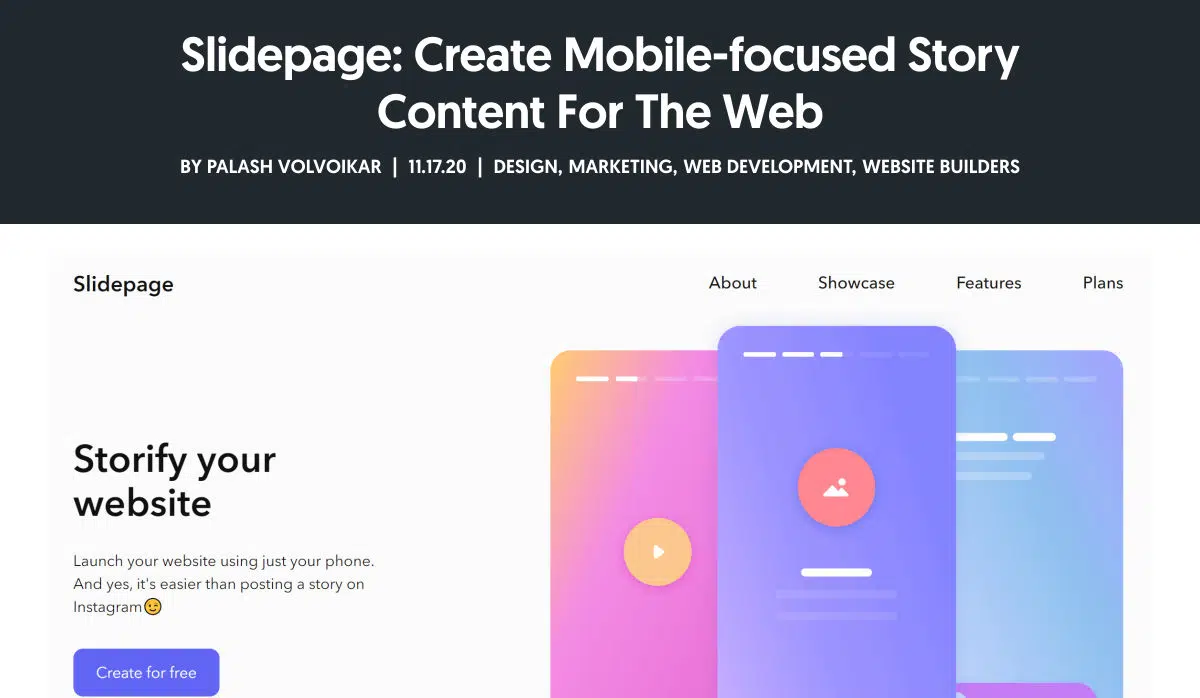 Slidepage: Create Mobile-focused Story
Content For The Web
BY PALASH VOLVOIKAR | 11.17.20 | DESIGN, MARKETING, WEB DEVELOPMENT, WEBSITE BUILDERS
Slidepage
About Showcase Features Plans
Storify your
website
Launch your website using just your phone.
And yes, it's easier than posting a story on
Instagram😉
Create for free